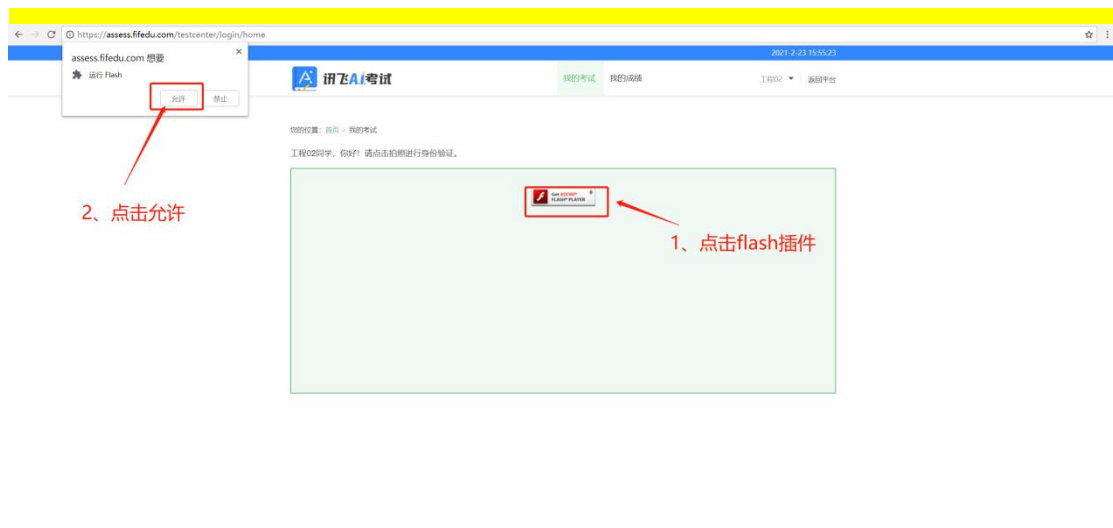 https://assess.fifedu.com/testcenter/login/home
2021-2-23 15:55:23
assess.fifedu.com 想要
运行 Flash
允许 禁止
讯飞Ai考试
我的考试 我的成绩
工程02 返回平台
您的位置：首页 > 我的考试
工程02同学，你好！请点击拍照进行身份验证。
Get ADOBE®
FLASH® PLAYER
2、点击允许
1、点击flash插件